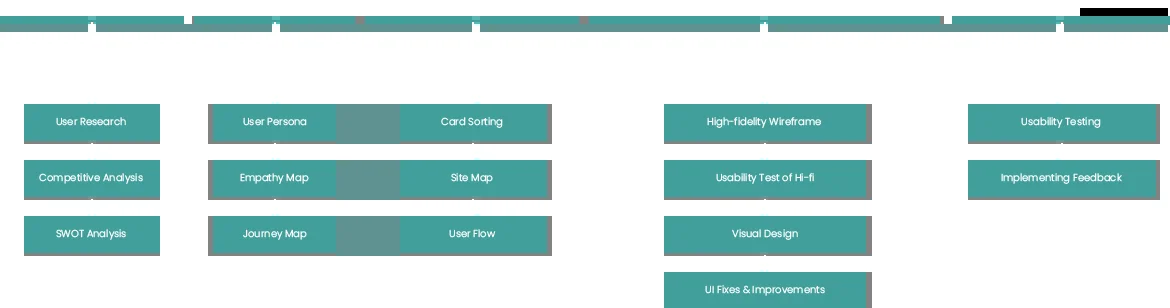 User Research
Competitive Analysis
SWOT Analysis
User Persona
Empathy Map
Journey Map
Card Sorting
Site Map
User Flow
High-fidelity Wireframe
Usability Test of Hi-fi
Visual Design
UI Fixes & Improvements
Usability Testing
Implementing Feedback